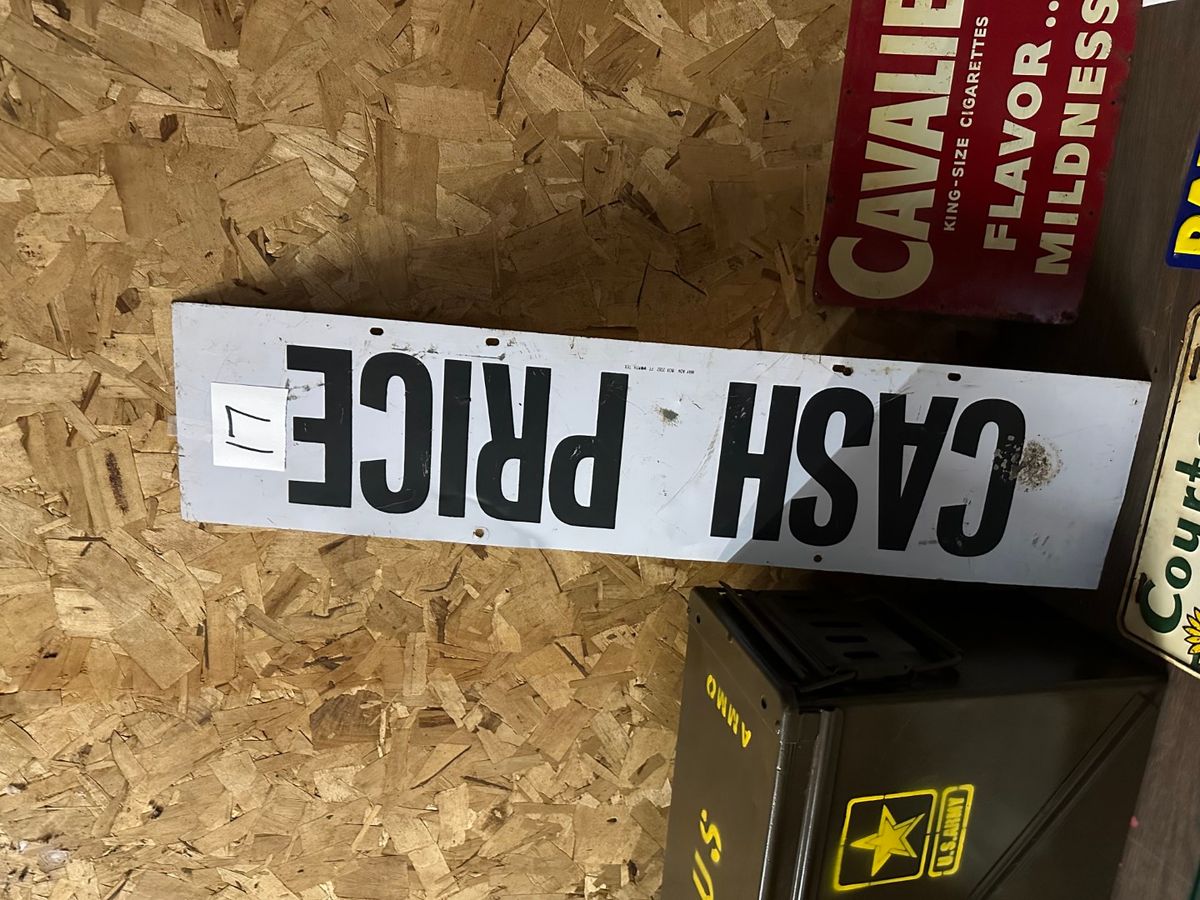 CASH PRICE
17
CAVALIE
KING-SIZE CIGARETTES
FLAVOR...
MILDNESS
Court
AMMO
U.S.
U.S.ARMY